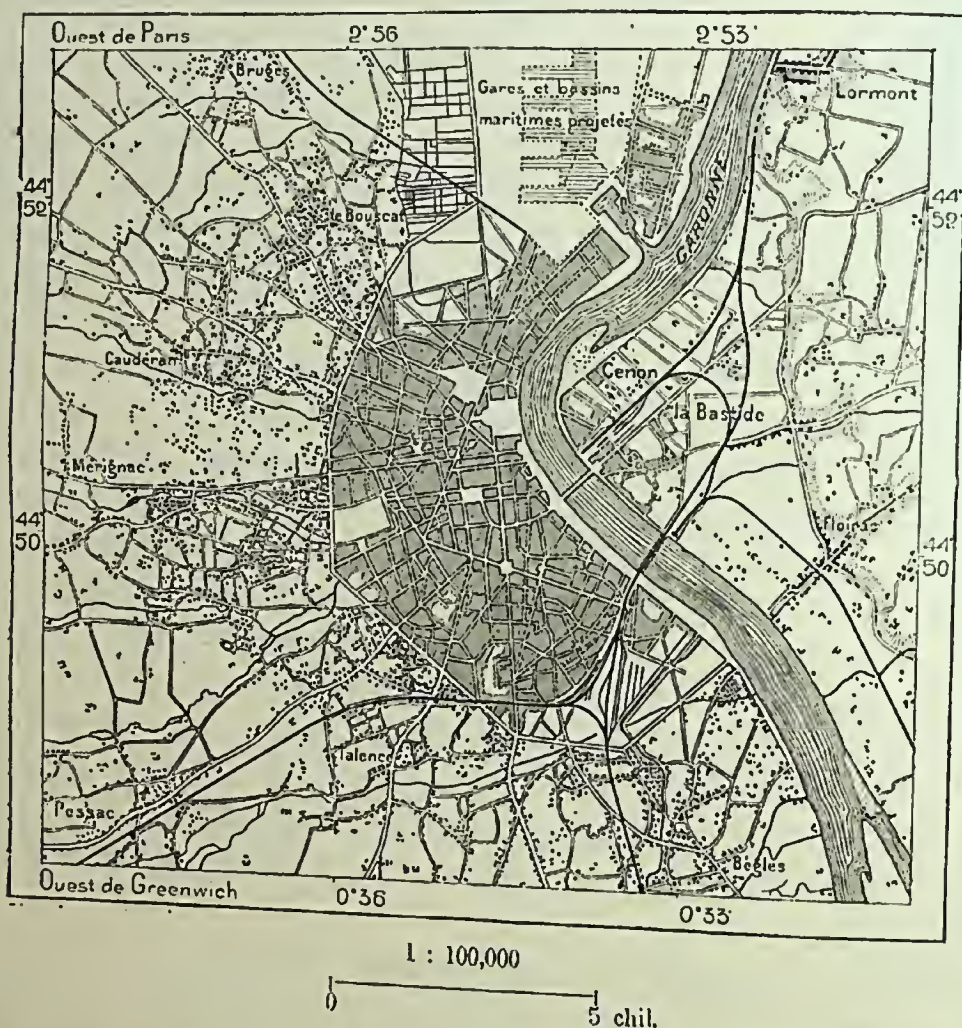 Ouest de Paris 2°56 2°53'
Bruges
Gares et bassins
maritimes projetés
Lormont
44°
52
le Bouscat
GARONNE
44°
52'
Caudéran
Cenon
la Bastide
Mérignac
44°
50
Floirac
44°
50
Talence
Pessac
Bègles
Ouest de Greenwich 0°36 0°33'
1 : 100,000
0 5 chil.